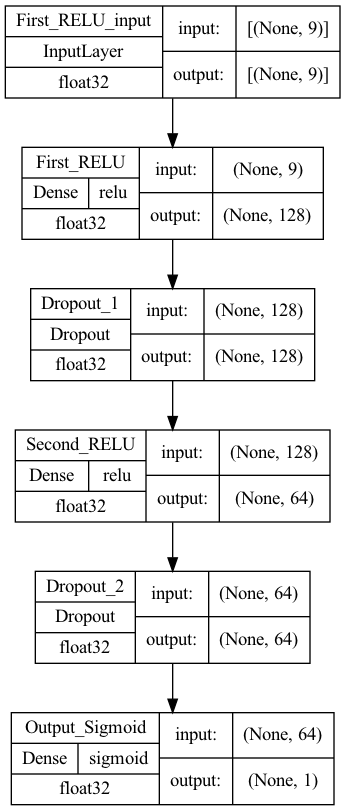 First_RELU_input input: [(None, 9)]
InputLayer
float32 output: [(None, 9)]
First_RELU input: (None, 9)
Dense relu
float32 output: (None, 128)
Dropout_1 input: (None, 128)
Dropout
float32 output: (None, 128)
Second_RELU input: (None, 128)
Dense relu
float32 output: (None, 64)
Dropout_2 input: (None, 64)
Dropout
float32 output: (None, 64)
Output_Sigmoid input: (None, 64)
Dense sigmoid
float32 output: (None, 1)